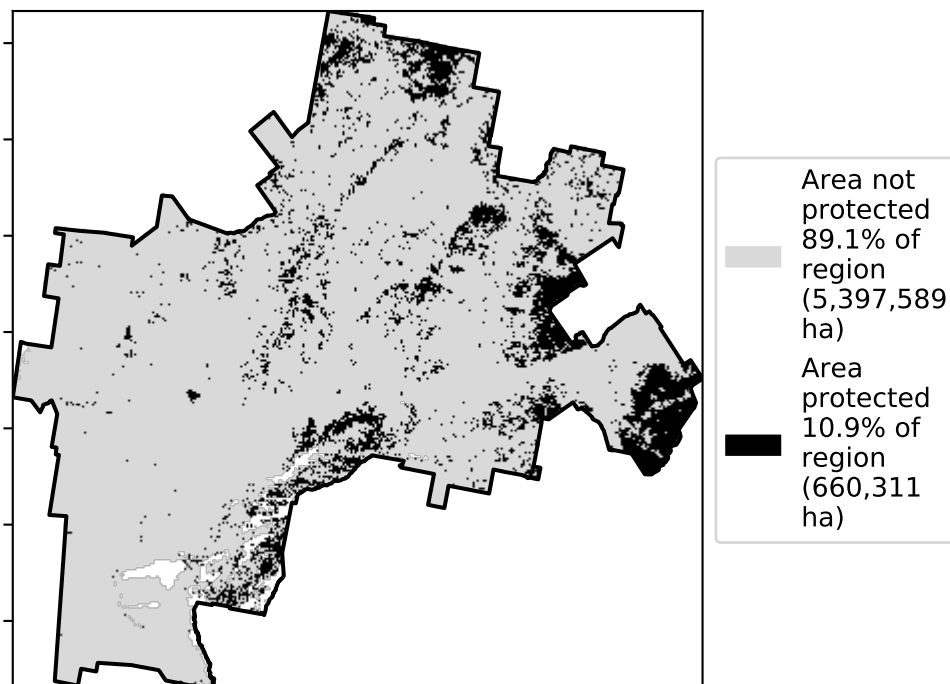 Area not
protected
89.1% of
region
(5,397,589
ha)
Area
protected
10.9% of
region
(660,311
ha)